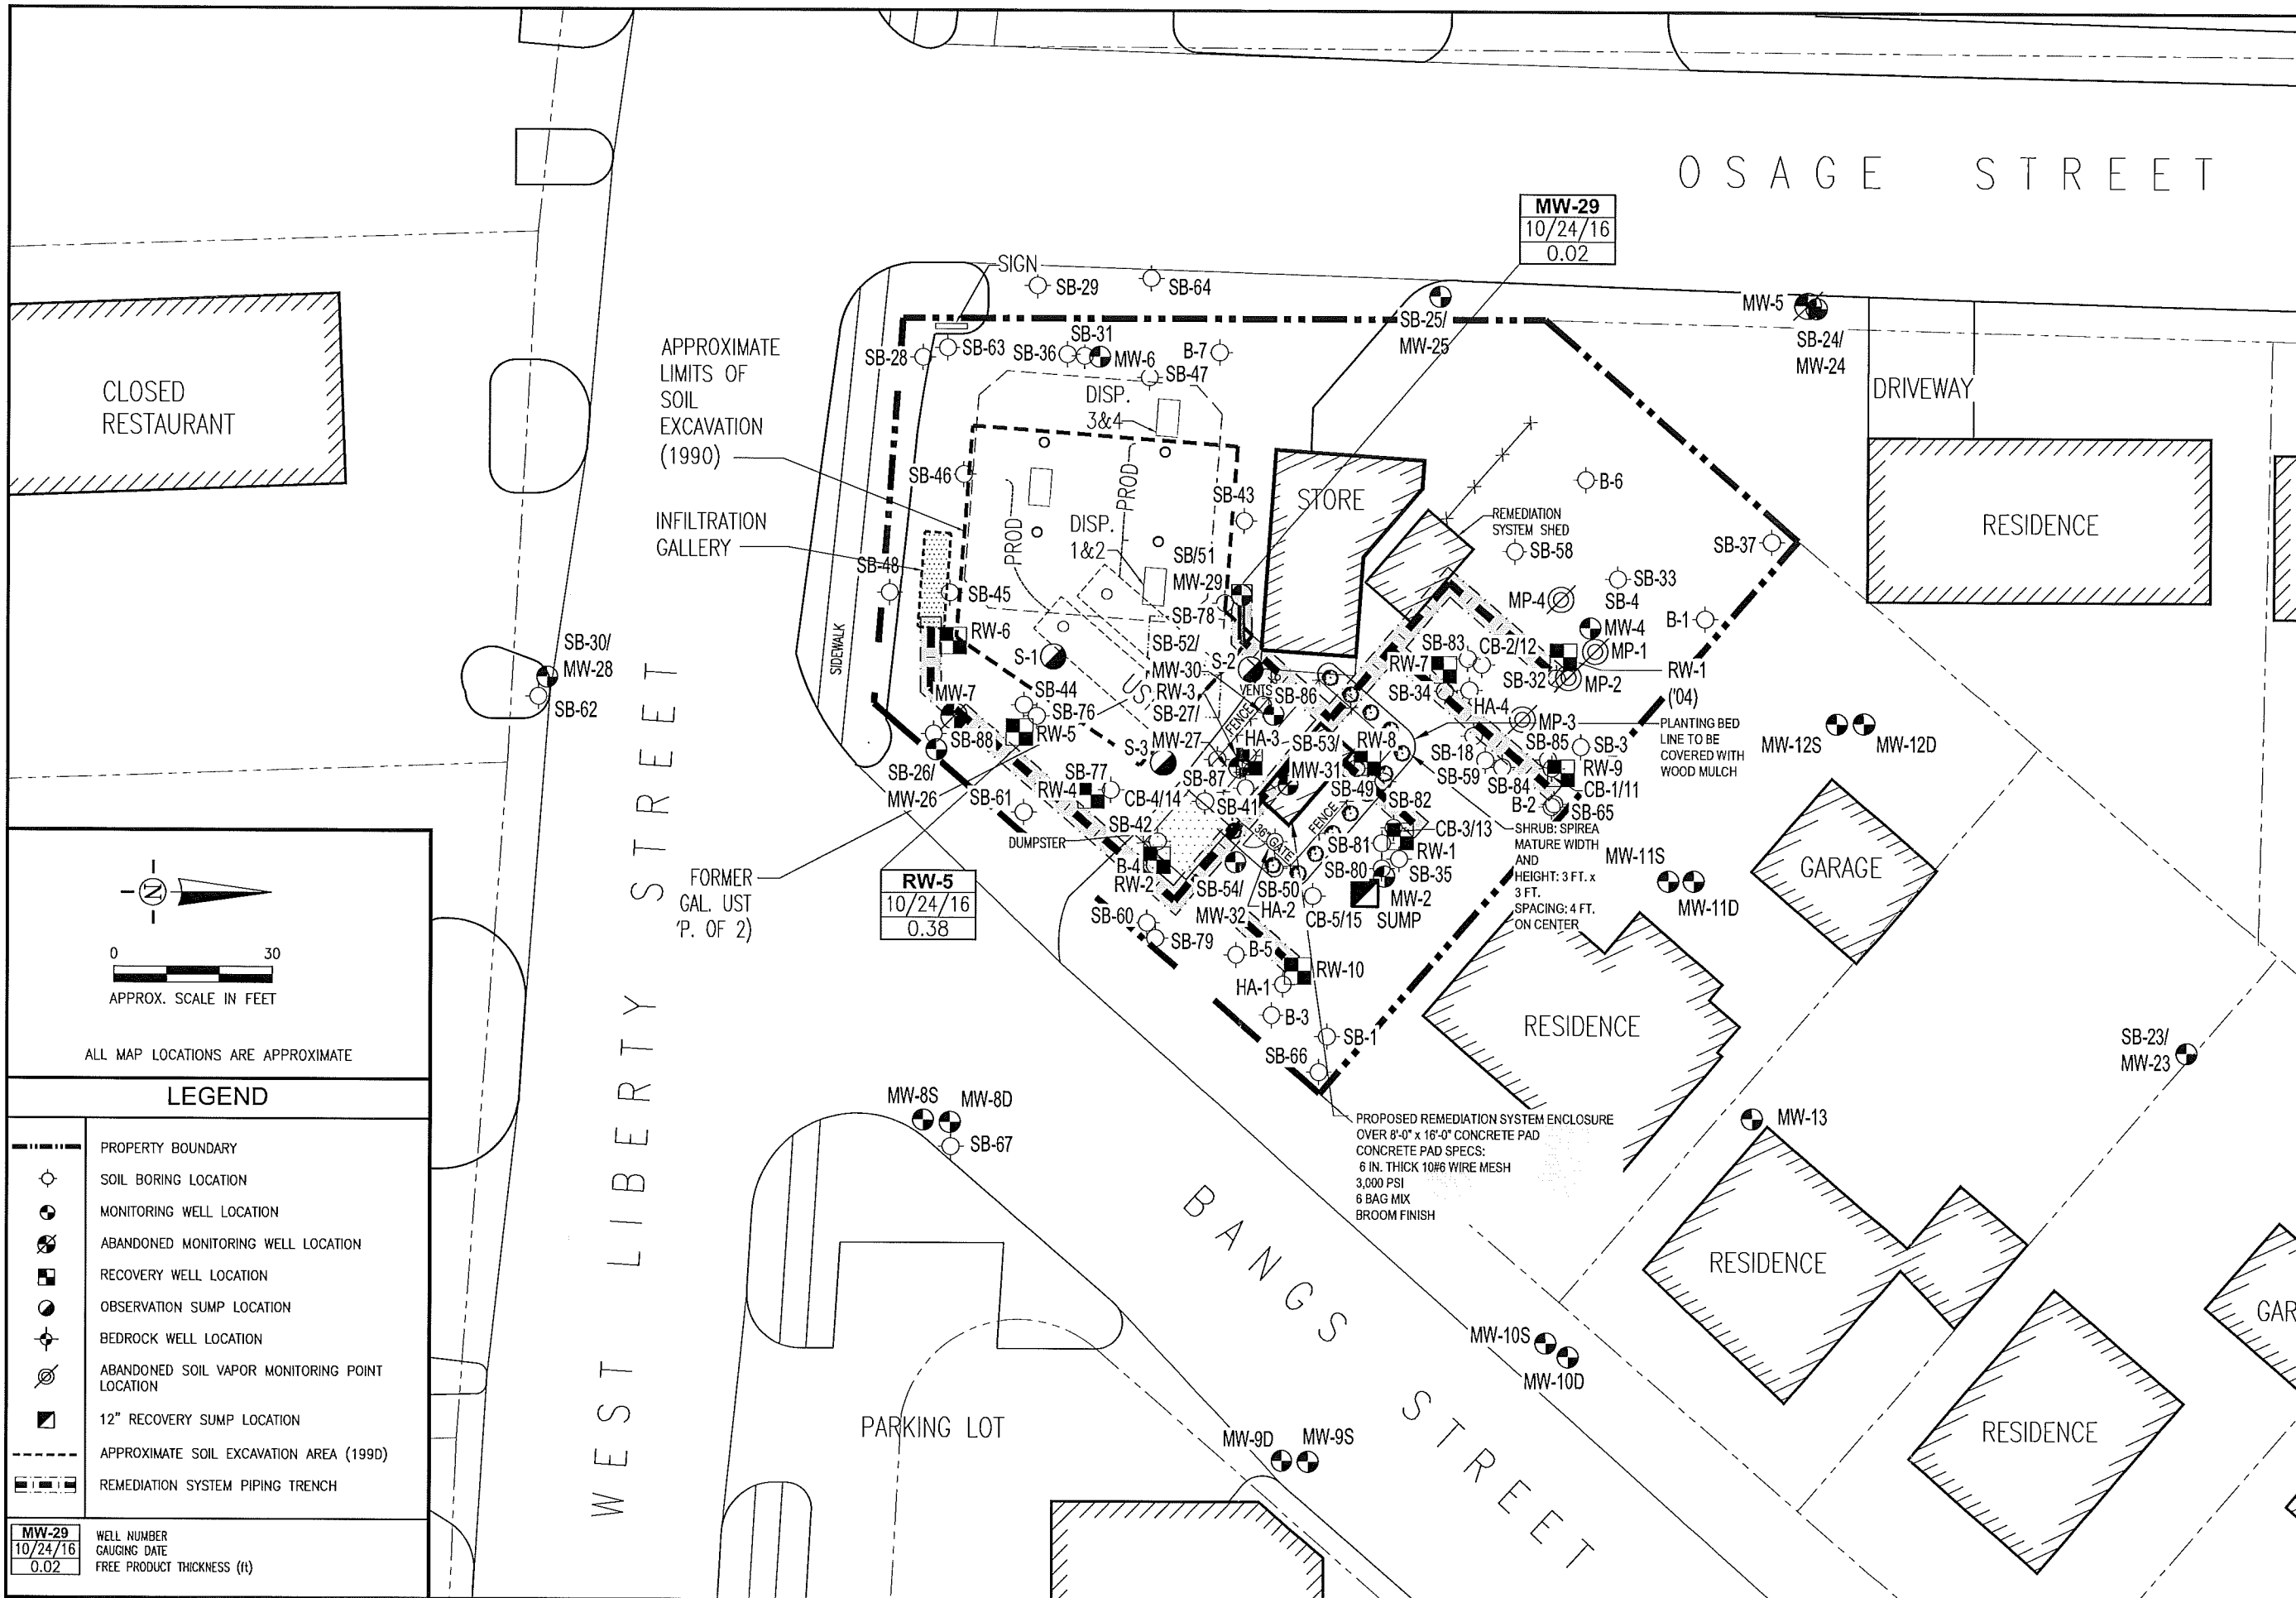 OSAGE STREET
MW-29
10/24/16
0.02
SIGN
SB-29
SB-64
SB-25/
MW-25
MW-5
SB-24/
MW-24
APPROXIMATE
LIMITS OF
SOIL
EXCAVATION
(1990)
SB-28
SB-63
SB-36
SB-31
MW-6
B-7
SB-47
DISP.
3&4
CLOSED
RESTAURANT
DRIVEWAY
SB-46
PROD
PROD
SB-43
STORE
B-6
REMEDIATION
SYSTEM SHED
SB-58
SB-37
RESIDENCE
INFILTRATION
GALLERY
DISP.
1&2
SB/51
MW-29
SB-48
SB-45
SB-78
MP-4
SB-33
SB-4
MW-4
B-1
SIDEWALK
RW-6
S-1
SB-52/
MW-30
S-2
VENTS
RW-3
SB-86
SB-83
CB-2/12
RW-7
MP-1
RW-1
('04)
SB-32
MP-2
SB-34
HA-4
SB-30/
MW-28
SB-62
MW-7
SB-44
SB-76
RW-5
SB-88
SB-27/
MW-27
FENCE
HA-3
SB-53/
MW-31
RW-8
MP-3
PLANTING BED
LINE TO BE
COVERED WITH
WOOD MULCH
MW-12S
MW-12D
SB-26/
MW-26
S-3
SB-18
SB-59
SB-85
SB-3
RW-9
SB-84
CB-1/11
B-2
SB-65
SB-61
SB-77
RW-4
CB-4/14
SB-87
SB-41
SB-49
SB-82
SB-42
DUMPSTER
36" GATE
FENCE
CB-3/13
SB-81
RW-1
SHRUB: SPIREA
MATURE WIDTH
AND
HEIGHT: 3 FT. x
3 FT.
SPACING: 4 FT.
ON CENTER
MW-11S
MW-11D
GARAGE
B-4
RW-2
SB-54/
MW-32
SB-50
HA-2
SB-80
SB-35
MW-2
CB-5/15
SUMP
FORMER
GAL. UST
'P. OF 2)
RW-5
10/24/16
0.38
SB-60
SB-79
B-5
RW-10
HA-1
B-3
SB-1
SB-66
RESIDENCE
SB-23/
MW-23
N
0 30
APPROX. SCALE IN FEET
ALL MAP LOCATIONS ARE APPROXIMATE
MW-8S
MW-8D
SB-67
MW-13
PROPOSED REMEDIATION SYSTEM ENCLOSURE
OVER 8'-0" x 16'-0" CONCRETE PAD
CONCRETE PAD SPECS:
6 IN. THICK 10#6 WIRE MESH
3,000 PSI
6 BAG MIX
BROOM FINISH
WEST LIBERTY STREET
BANGS STREET
RESIDENCE
GAR
MW-10S
MW-10D
PARKING LOT
MW-9D
MW-9S
RESIDENCE
LEGEND
PROPERTY BOUNDARY
SOIL BORING LOCATION
MONITORING WELL LOCATION
ABANDONED MONITORING WELL LOCATION
RECOVERY WELL LOCATION
OBSERVATION SUMP LOCATION
BEDROCK WELL LOCATION
ABANDONED SOIL VAPOR MONITORING POINT
LOCATION
12" RECOVERY SUMP LOCATION
APPROXIMATE SOIL EXCAVATION AREA (199D)
REMEDIATION SYSTEM PIPING TRENCH
MW-29
10/24/16
0.02
WELL NUMBER
GAUGING DATE
FREE PRODUCT THICKNESS (ft)